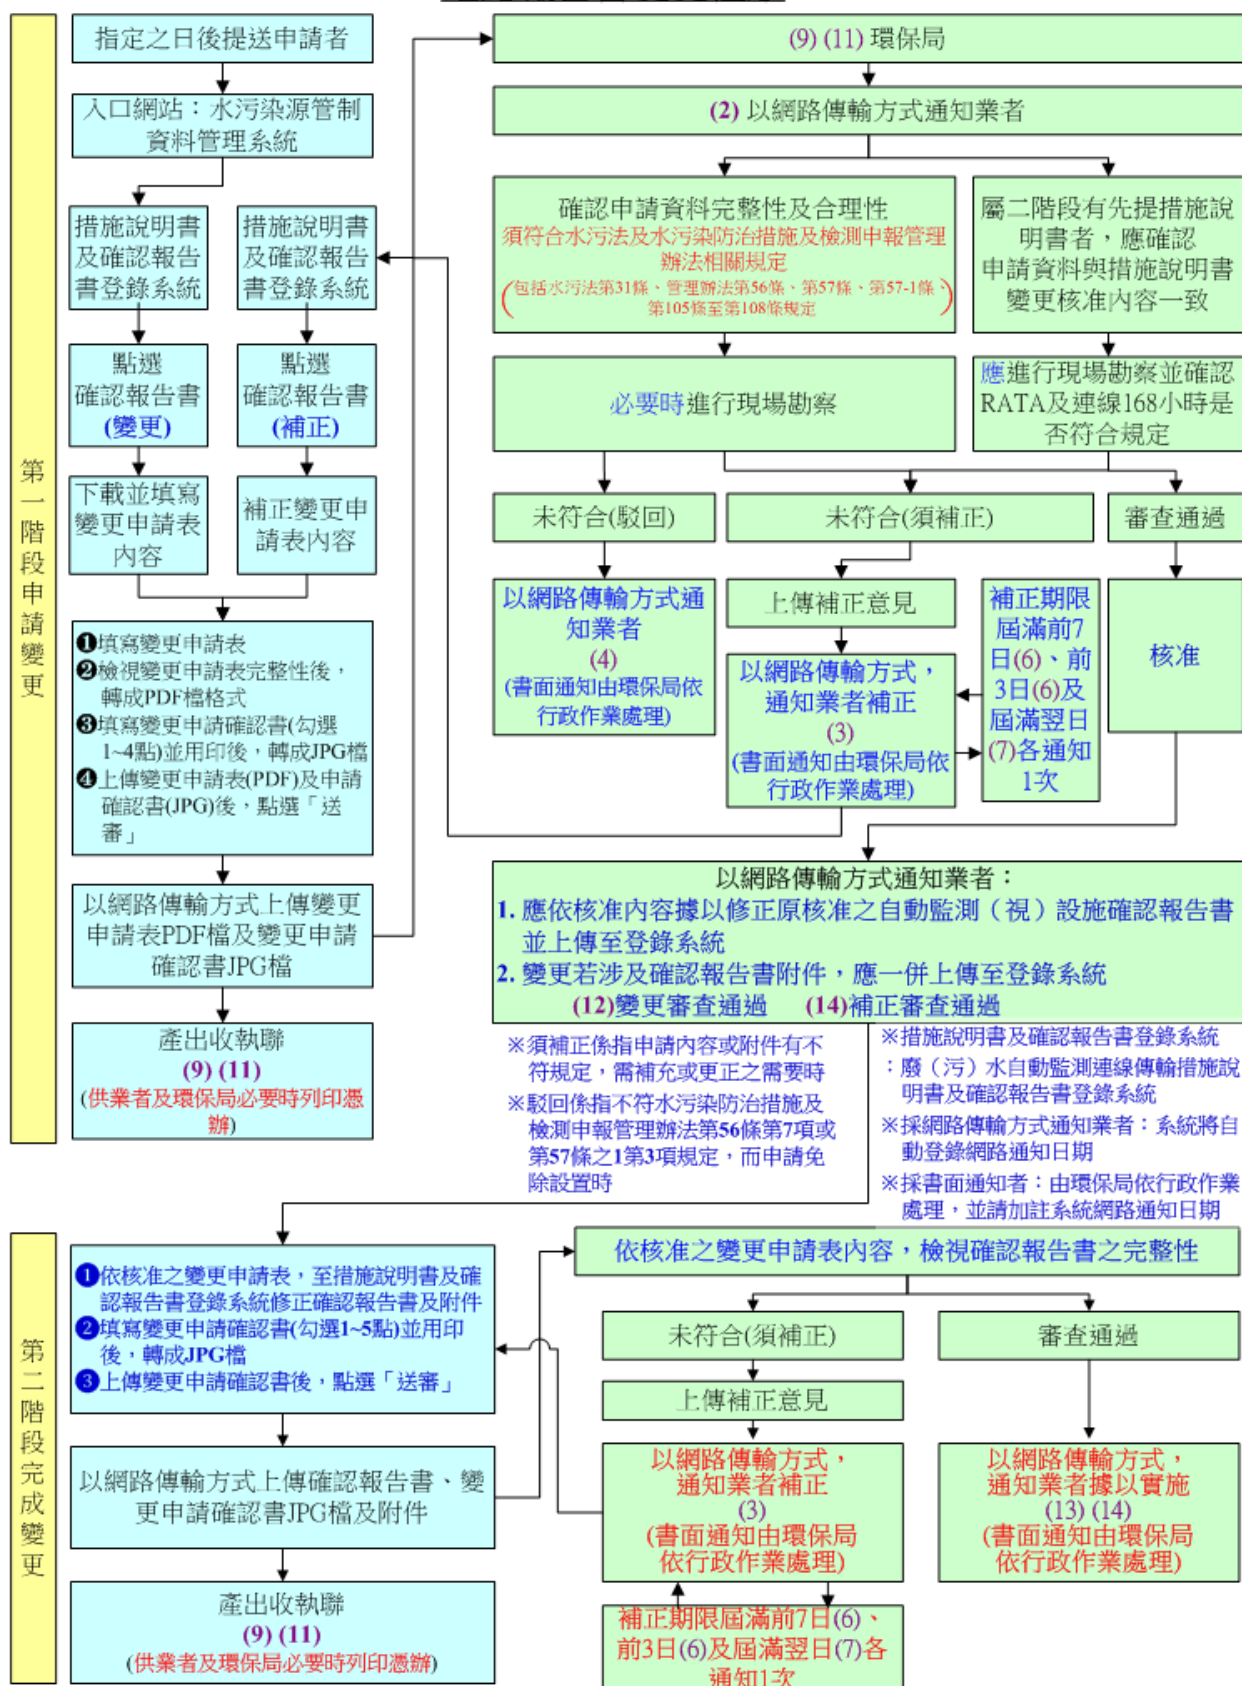 第一階段申請變更
指定之日後提送申請者
入口網站：水污染源管制
資料管理系統
措施說明書
及確認報告
書登錄系統
措施說明書
及確認報告
書登錄系統
點選
確認報告書
(變更)
點選
確認報告書
(補正)
下載並填寫
變更申請表
內容
補正變更申
請表內容
❶填寫變更申請表
❷檢視變更申請表完整性後，
轉成PDF檔格式
❸填寫變更申請確認書(勾選
1~4點)並用印後，轉成JPG檔
❹上傳變更申請表(PDF)及申請
確認書(JPG)後，點選「送
審」
以網路傳輸方式上傳變更
申請表PDF檔及變更申請
確認書JPG檔
產出收執聯
(9) (11)
(供業者及環保局必要時列印憑
辦)
(9) (11) 環保局
(2) 以網路傳輸方式通知業者
確認申請資料完整性及合理性
須符合水污法及水污染防治措施及檢測申報管理
辦法相關規定
(包括水污法第31條、管理辦法第56條、第57條、第57-1條、
第105條至第108條規定)
屬二階段有先提措施說
明書者，應確認
申請資料與措施說明書
變更核准內容一致
必要時進行現場勘察
應進行現場勘察並確認
RATA及連線168小時是
否符合規定
未符合(駁回)
未符合(須補正)
審查通過
以網路傳輸方式通
知業者
(4)
(書面通知由環保局依
行政作業處理)
上傳補正意見
以網路傳輸方式，
通知業者補正
(3)
(書面通知由環保局依
行政作業處理)
補正期限
屆滿前7
日(6)、前
3日(6)及
屆滿翌日
(7)各通知
1次
核准
以網路傳輸方式通知業者：
1. 應依核准內容據以修正原核准之自動監測（視）設施確認報告書
並上傳至登錄系統
2. 變更若涉及確認報告書附件，應一併上傳至登錄系統
(12)變更審查通過 (14)補正審查通過
※須補正係指申請內容或附件有不
符規定，需補充或更正之需要時
※駁回係指不符水污染防治措施及
檢測申報管理辦法第56條第7項或
第57條之1第3項規定，而申請免
除設置時
※措施說明書及確認報告書登錄系統
：廢（污）水自動監測連線傳輸措施說
明書及確認報告書登錄系統
※採網路傳輸方式通知業者：系統將自
動登錄網路通知日期
※採書面通知者：由環保局依行政作業
處理，並請加註系統網路通知日期
第二階段完成變更
❶依核准之變更申請表，至措施說明書及確
認報告書登錄系統修正確認報告書及附件
❷填寫變更申請確認書(勾選1~5點)並用印
後，轉成JPG檔
❸上傳變更申請確認書後，點選「送審」
以網路傳輸方式上傳確認報告書、變
更申請確認書JPG檔及附件
產出收執聯
(9) (11)
(供業者及環保局必要時列印憑辦)
依核准之變更申請表內容，檢視確認報告書之完整性
未符合(須補正)
審查通過
上傳補正意見
以網路傳輸方式，
通知業者補正
(3)
(書面通知由環保局
依行政作業處理)
以網路傳輸方式，
通知業者據以實施
(13) (14)
(書面通知由環保局
依行政作業處理)
補正期限屆滿前7日(6)、
前3日(6)及屆滿翌日(7)各
通知1次